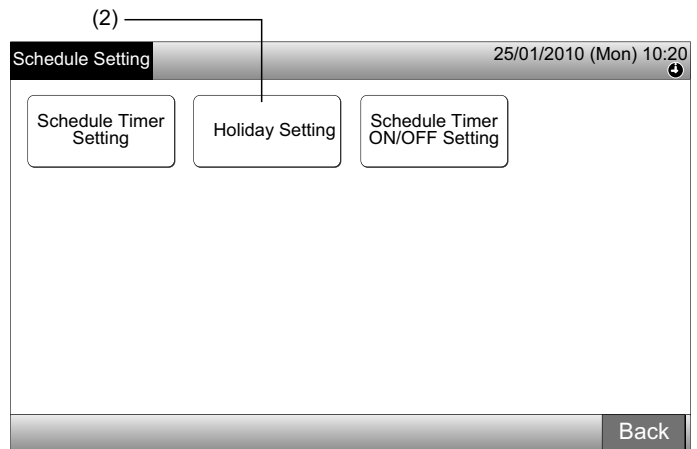 (2)
Schedule Setting
25/01/2010 (Mon) 10:20
Schedule Timer
Setting
Holiday Setting
Schedule Timer
ON/OFF Setting
Back